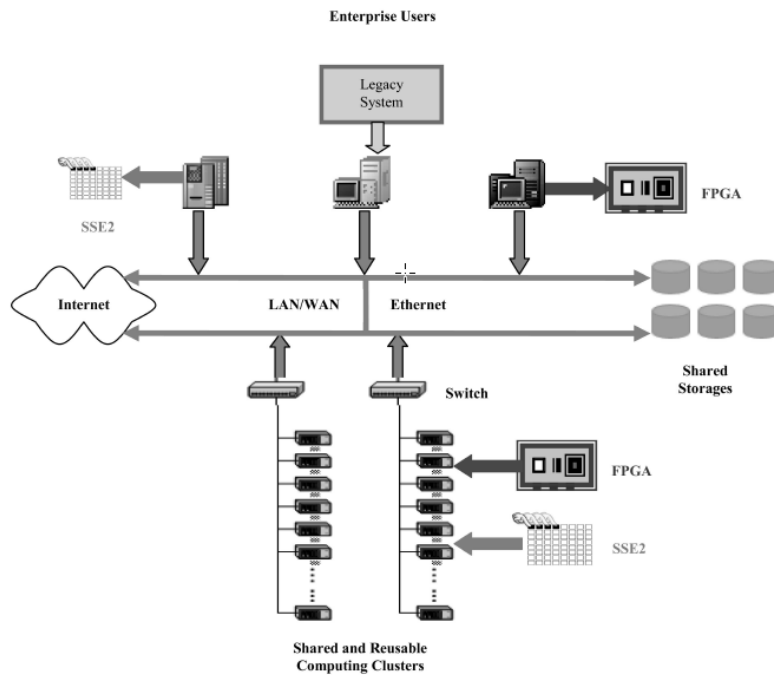 Enterprise Users
Legacy
System
SSE2
FPGA
Internet
LAN/WAN
Ethernet
Shared
Storages
Switch
FPGA
SSE2
Shared and Reusable
Computing Clusters